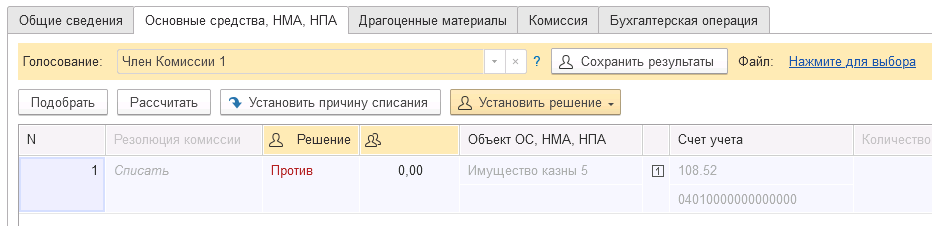 Общие сведения Основные средства, НМА, НПА Драгоценные материалы Комиссия Бухгалтерская операция
Голосование: Член Комиссии 1 ? Сохранить результаты Файл: Нажмите для выбора
Подобрать Рассчитать Установить причину списания Установить решение
N Резолюция комиссии Решение Объект ОС, НМА, НПА Счет учета Количество
1 Списать Против 0,00 Имущество казны 5 1 108.52
04010000000000000